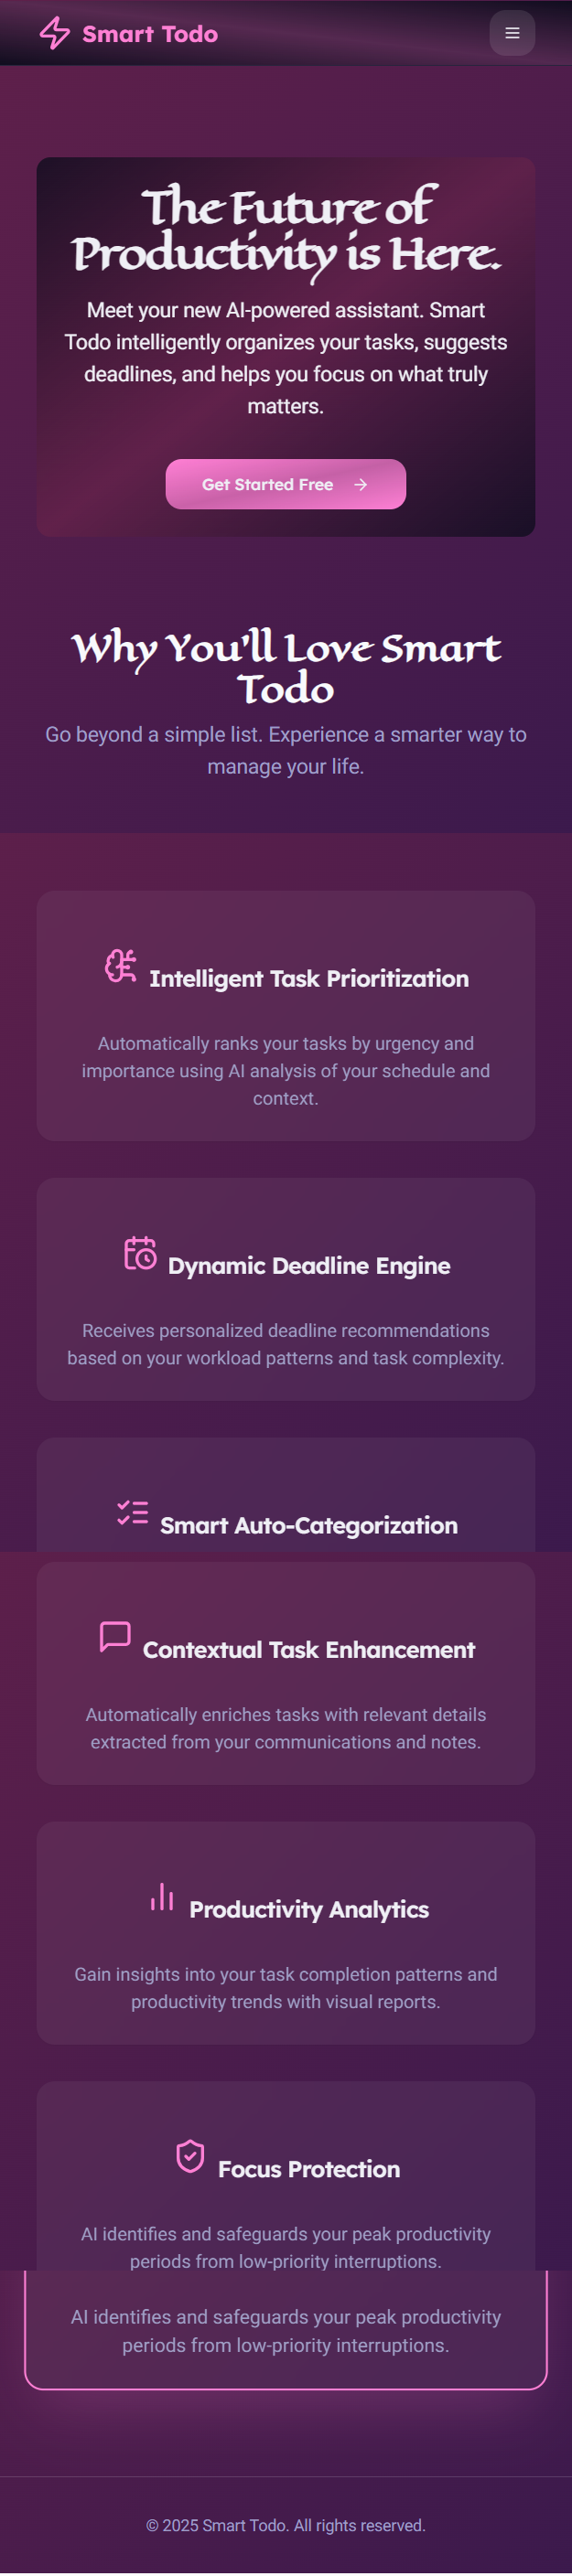 Smart Todo
The Future of
Productivity is Here.
Meet your new AI-powered assistant. Smart
Todo intelligently organizes your tasks, suggests
deadlines, and helps you focus on what truly
matters.
Get Started Free
Why You'll Love Smart
Todo
Go beyond a simple list. Experience a smarter way to
manage your life.
Intelligent Task Prioritization
Automatically ranks your tasks by urgency and
importance using AI analysis of your schedule and
context.
Dynamic Deadline Engine
Receives personalized deadline recommendations
based on your workload patterns and task complexity.
Smart Auto-Categorization
Contextual Task Enhancement
Automatically enriches tasks with relevant details
extracted from your communications and notes.
Productivity Analytics
Gain insights into your task completion patterns and
productivity trends with visual reports.
Focus Protection
AI identifies and safeguards your peak productivity
periods from low-priority interruptions.
AI identifies and safeguards your peak productivity
periods from low-priority interruptions.
© 2025 Smart Todo. All rights reserved.